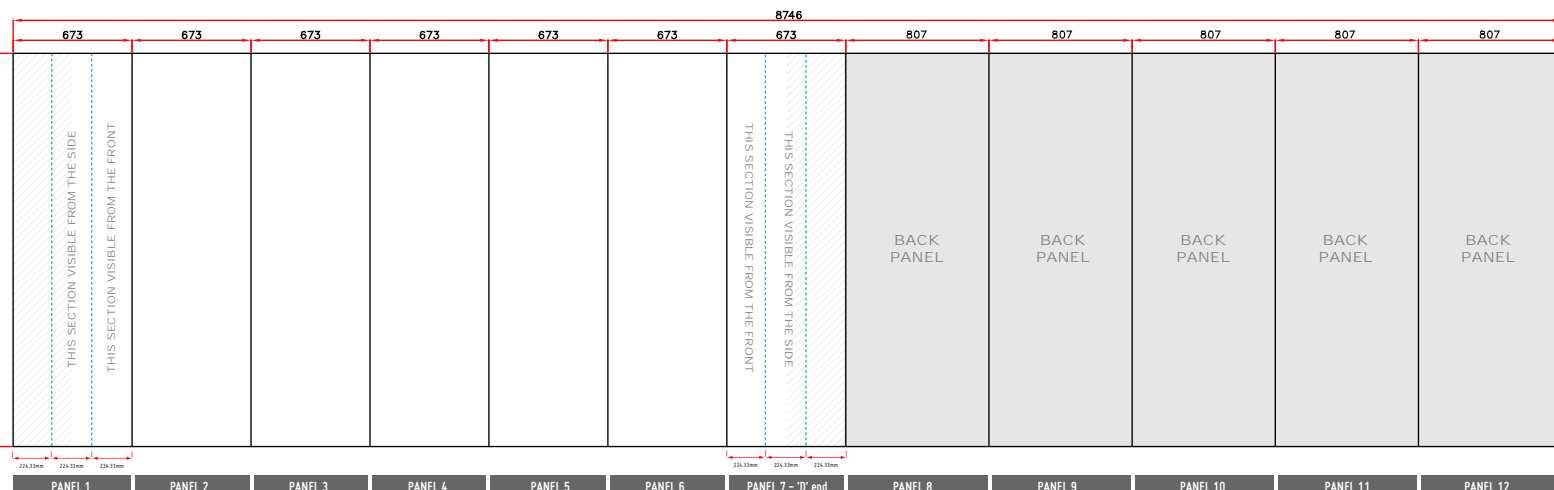 8746
673 673 673 673 673 673 673 807 807 807 807 807
THIS SECTION VISIBLE FROM THE SIDE
THIS SECTION VISIBLE FROM THE FRONT
THIS SECTION VISIBLE FROM THE FRONT
THIS SECTION VISIBLE FROM THE SIDE
BACK
PANEL
BACK
PANEL
BACK
PANEL
BACK
PANEL
BACK
PANEL
224.33mm 224.33mm 224.33mm 224.33mm 224.33mm 224.33mm
PANEL 1 PANEL 2 PANEL 3 PANEL 4 PANEL 5 PANEL 6 PANEL 7 - 'D' end PANEL 8 PANEL 9 PANEL 10 PANEL 11 PANEL 12